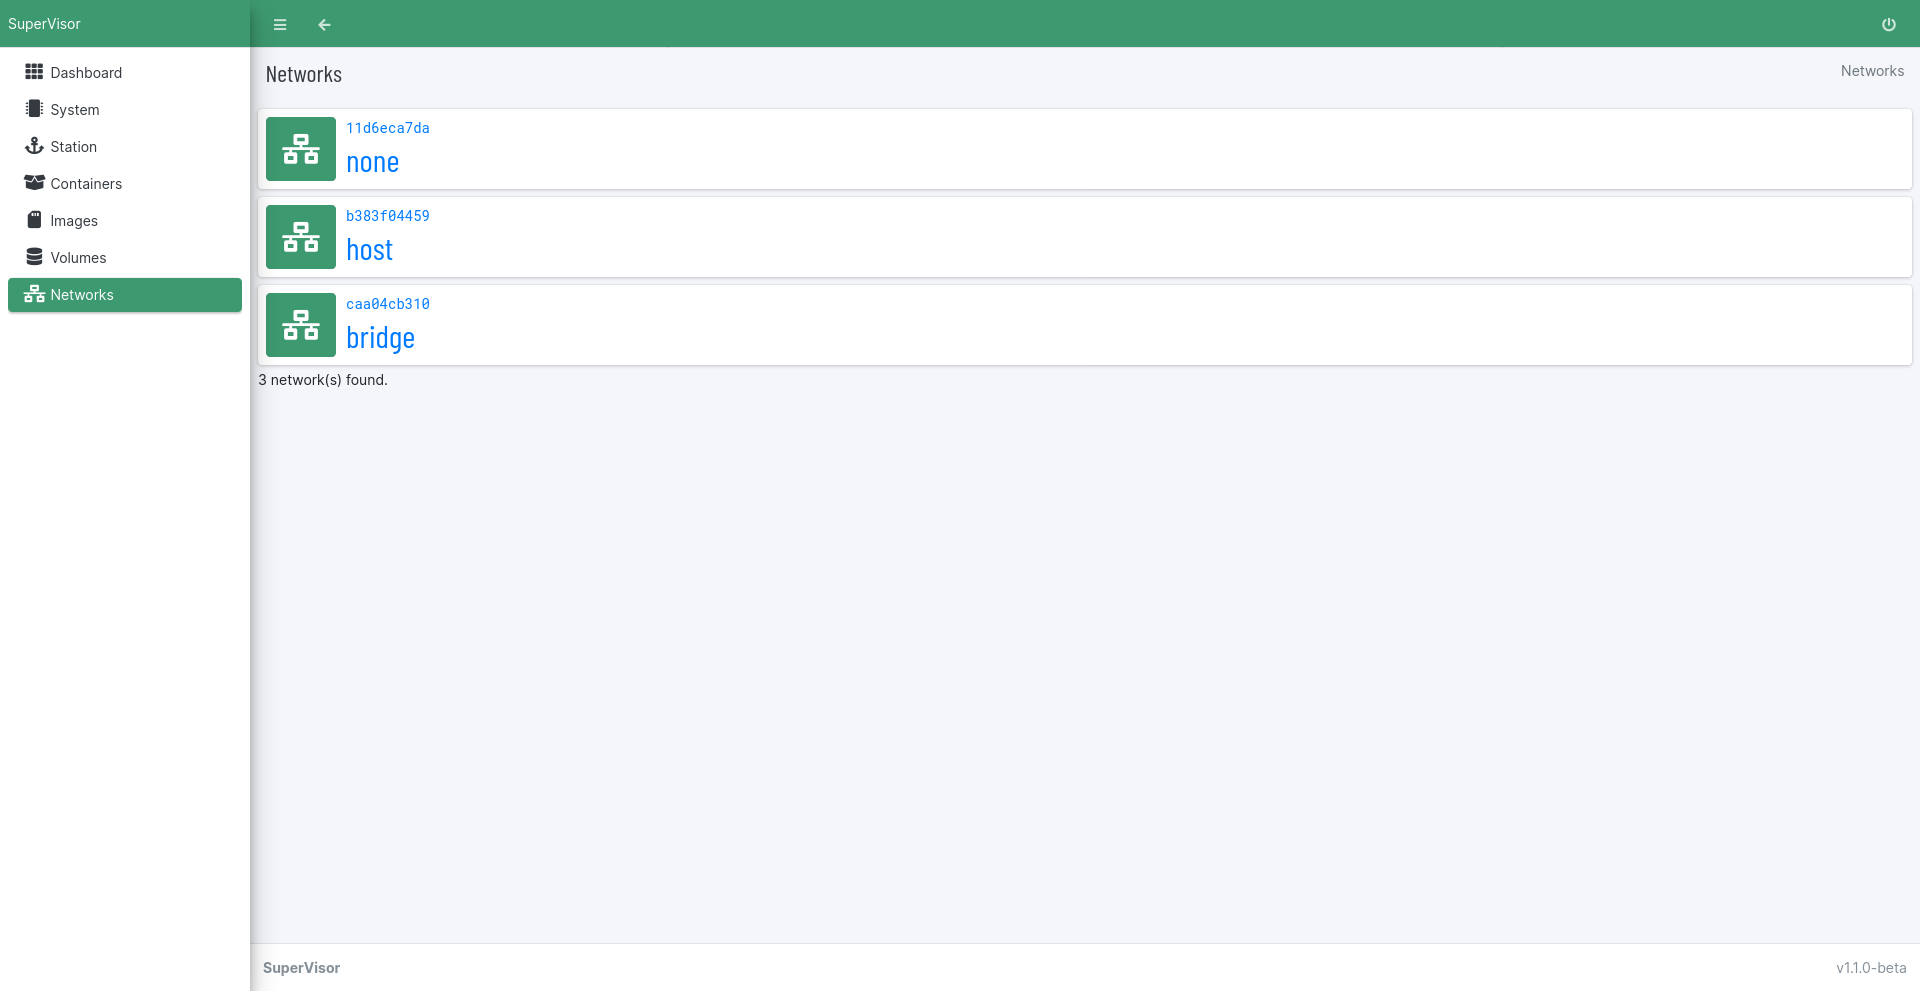 SuperVisor
Dashboard
System
Station
Containers
Images
Volumes
Networks
Networks
Networks
11d6eca7da
none
b383f04459
host
caa04cb310
bridge
3 network(s) found.
SuperVisor
v1.1.0-beta